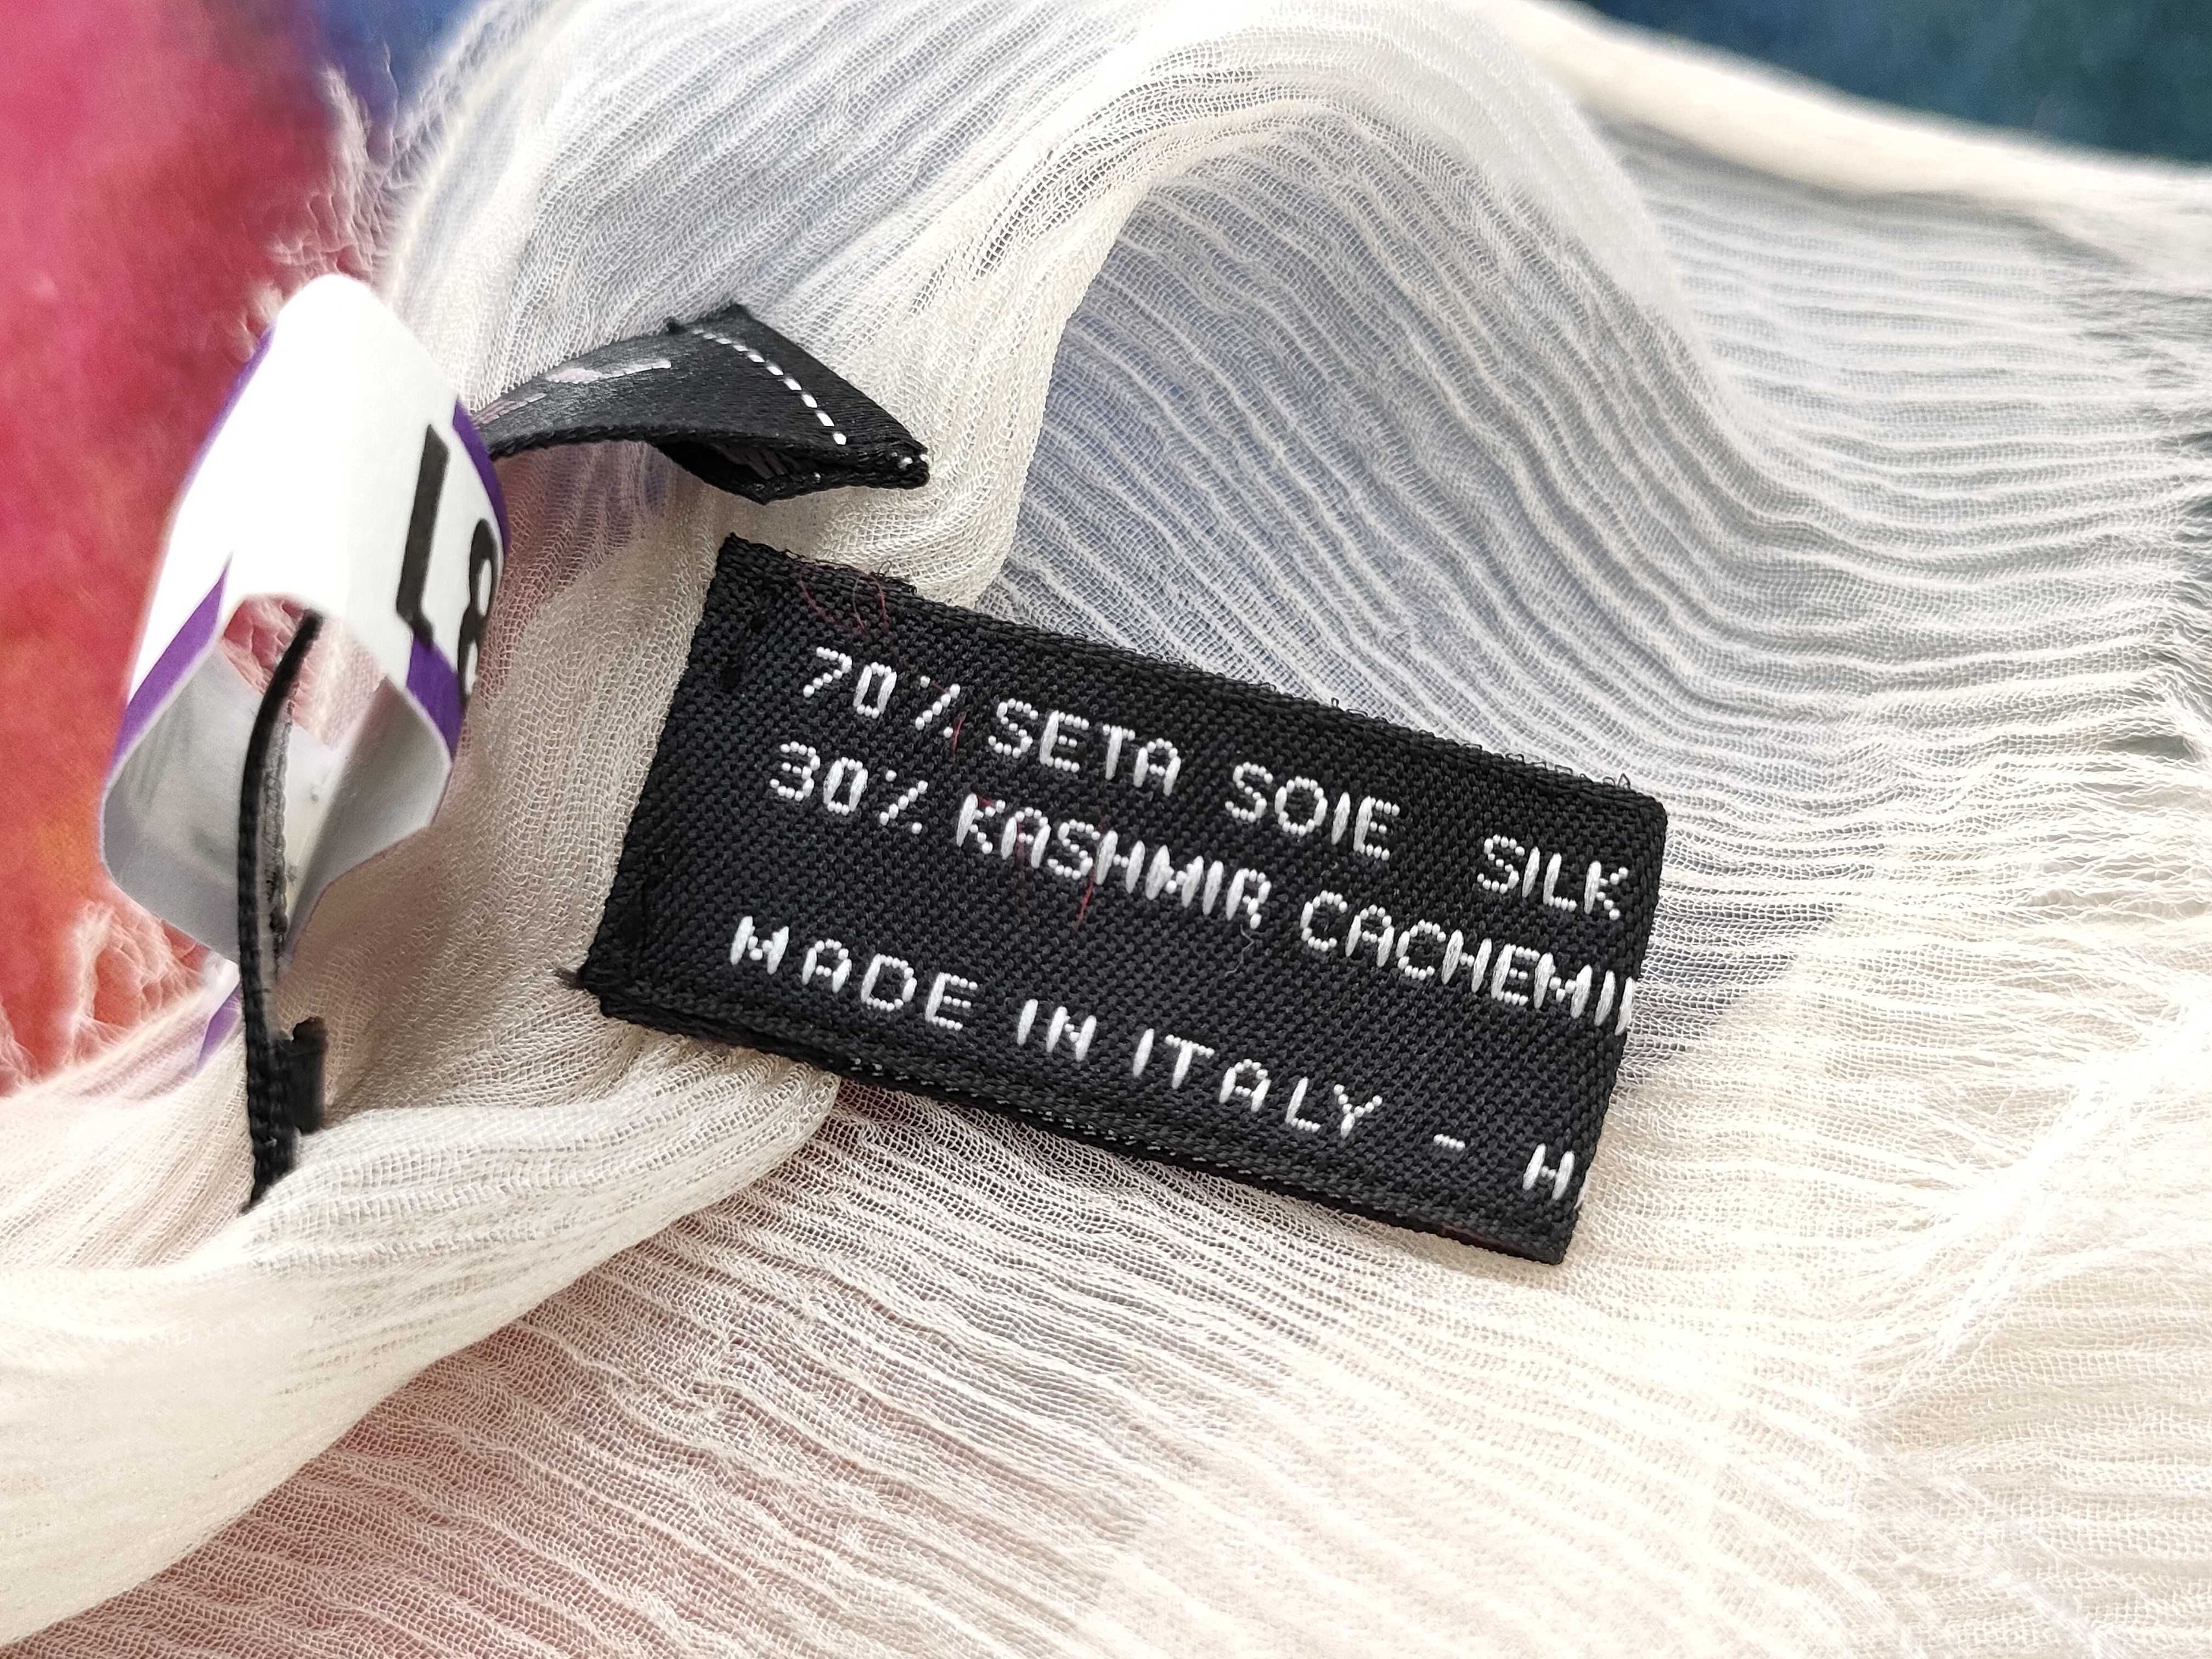 70% SETA SOIE SILK
30% KASHMIR CACHEMI
MADE IN ITALY - H